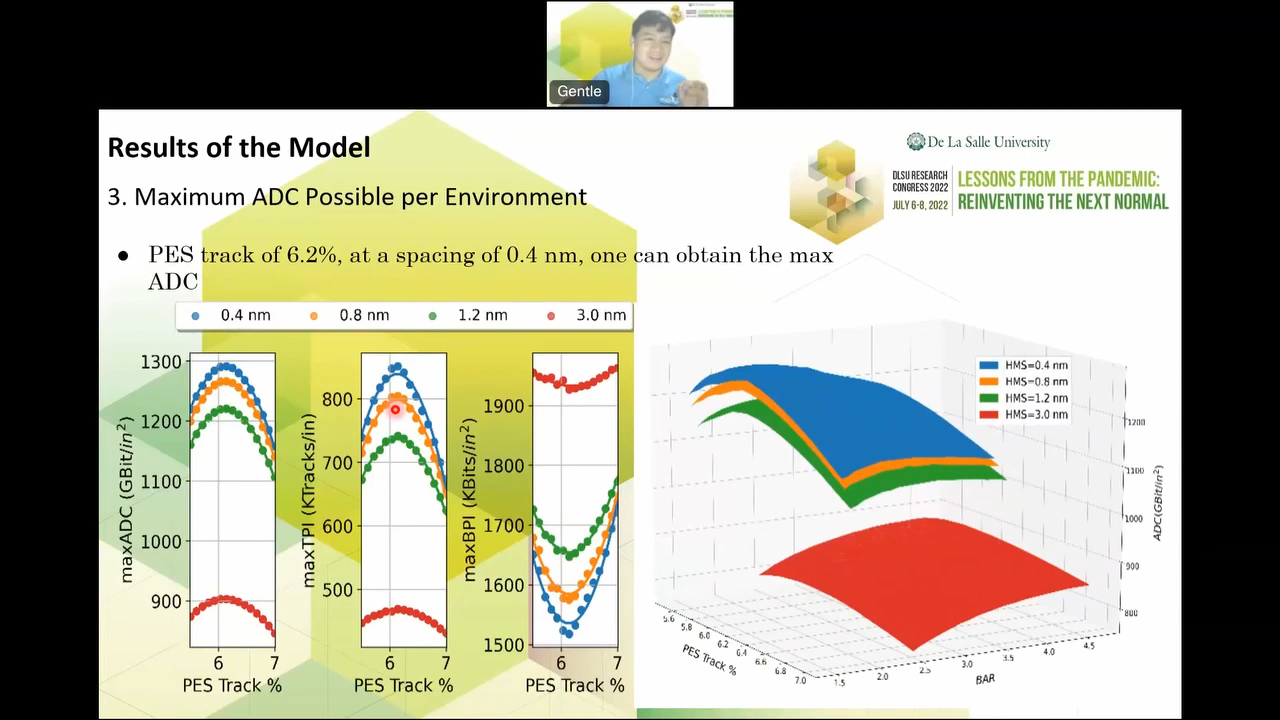 Gentle
Results of the Model
De La Salle University
DLSU RESEARCH
CONGRESS 2022
JULY 6-8, 2022
LESSONS FROM THE PANDEMIC:
REINVENTING THE NEXT NORMAL
3. Maximum ADC Possible per Environment
● PES track of 6.2%, at a spacing of 0.4 nm, one can obtain the max
ADC
0.4 nm 0.8 nm 1.2 nm 3.0 nm
maxADC (GBit/in²)
1300
1200
1100
1000
900
6 7
PES Track %
maxTPI (KTracks/in)
800
700
600
500
6 7
PES Track %
maxBPI (KBits/in²)
1900
1800
1700
1600
1500
6 7
PES Track %
HMS=0.4 nm
HMS=0.8 nm
HMS=1.2 nm
HMS=3.0 nm
1200
1100
1000
900
800
ADC(GBit/in²)
5.6 5.8 6.0 6.2 6.4 6.6 6.8 7.0
PES Track %
1.5 2.0 2.5 3.0 3.5 4.0 4.5
BAR